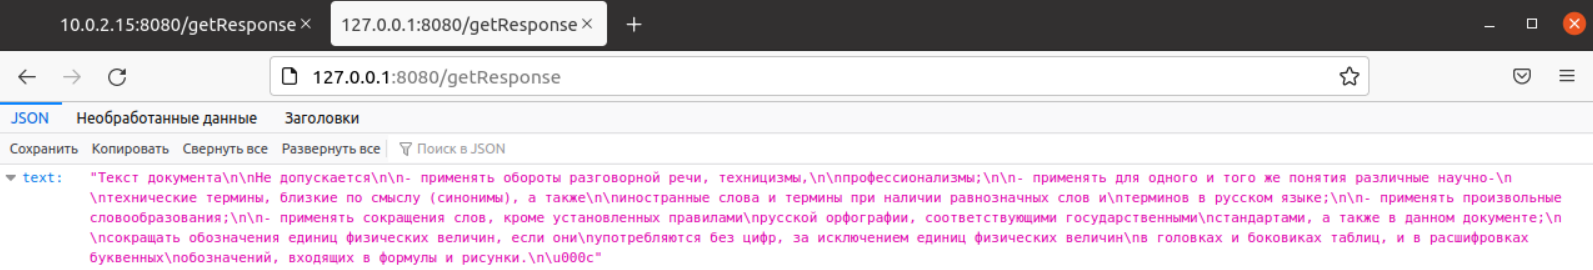 10.0.2.15:8080/getResponse × 127.0.0.1:8080/getResponse × +
127.0.0.1:8080/getResponse
JSON Необработанные данные Заголовки
Сохранить Копировать Свернуть все Развернуть все Поиск в JSON
text: "Текст документа\n\nНе допускается\n\n- применять обороты разговорной речи, техницизмы,\n\nпрофессионализмы;\n\n- применять для одного и того же понятия различные научно-\n
\nтехнические термины, близкие по смыслу (синонимы), а также\n\nиностранные слова и термины при наличии равнозначных слов и\nтерминов в русском языке;\n\n- применять произвольные
словообразования;\n\n- применять сокращения слов, кроме установленных правилами\nрусской орфографии, соответствующими государственными\nстандартами, а также в данном документе;\n
\nсокращать обозначения единиц физических величин, если они\nупотребляются без цифр, за исключением единиц физических величин\nв головках и боковиках таблиц, и в расшифровках
буквенных\nобозначений, входящих в формулы и рисунки.\n\u000c"